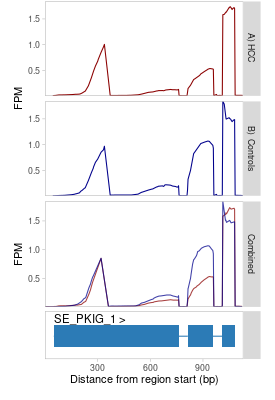 FPM
1.5
1.0
0.5
A) HCC
1.5
1.0
0.5
B) Controls
FPM
1.5
1.0
0.5
Combined
SE_PKIG_1 >
300 600 900
Distance from region start (bp)